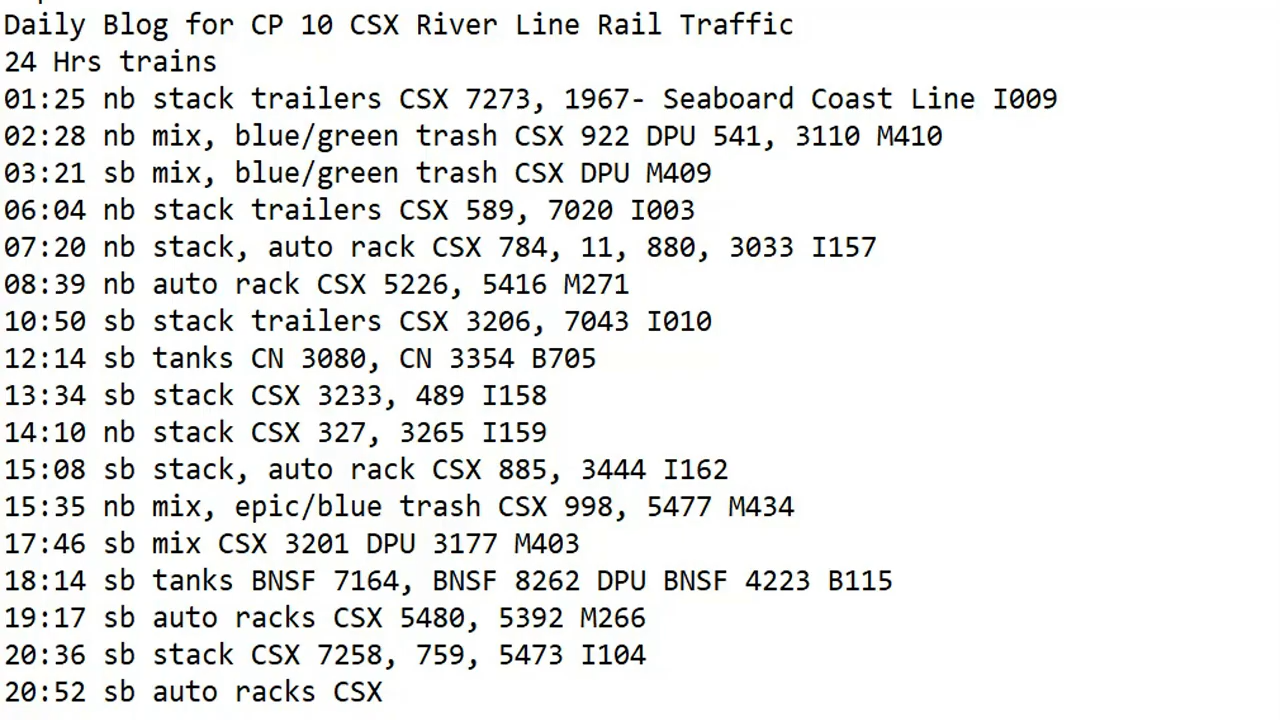 Daily Blog for CP 10 CSX River Line Rail Traffic
24 Hrs trains
01:25 nb stack trailers CSX 7273, 1967- Seaboard Coast Line I009
02:28 nb mix, blue/green trash CSX 922 DPU 541, 3110 M410
03:21 sb mix, blue/green trash CSX DPU M409
06:04 nb stack trailers CSX 589, 7020 I003
07:20 nb stack, auto rack CSX 784, 11, 880, 3033 I157
08:39 nb auto rack CSX 5226, 5416 M271
10:50 sb stack trailers CSX 3206, 7043 I010
12:14 sb tanks CN 3080, CN 3354 B705
13:34 sb stack CSX 3233, 489 I158
14:10 nb stack CSX 327, 3265 I159
15:08 sb stack, auto rack CSX 885, 3444 I162
15:35 nb mix, epic/blue trash CSX 998, 5477 M434
17:46 sb mix CSX 3201 DPU 3177 M403
18:14 sb tanks BNSF 7164, BNSF 8262 DPU BNSF 4223 B115
19:17 sb auto racks CSX 5480, 5392 M266
20:36 sb stack CSX 7258, 759, 5473 I104
20:52 sb auto racks CSX